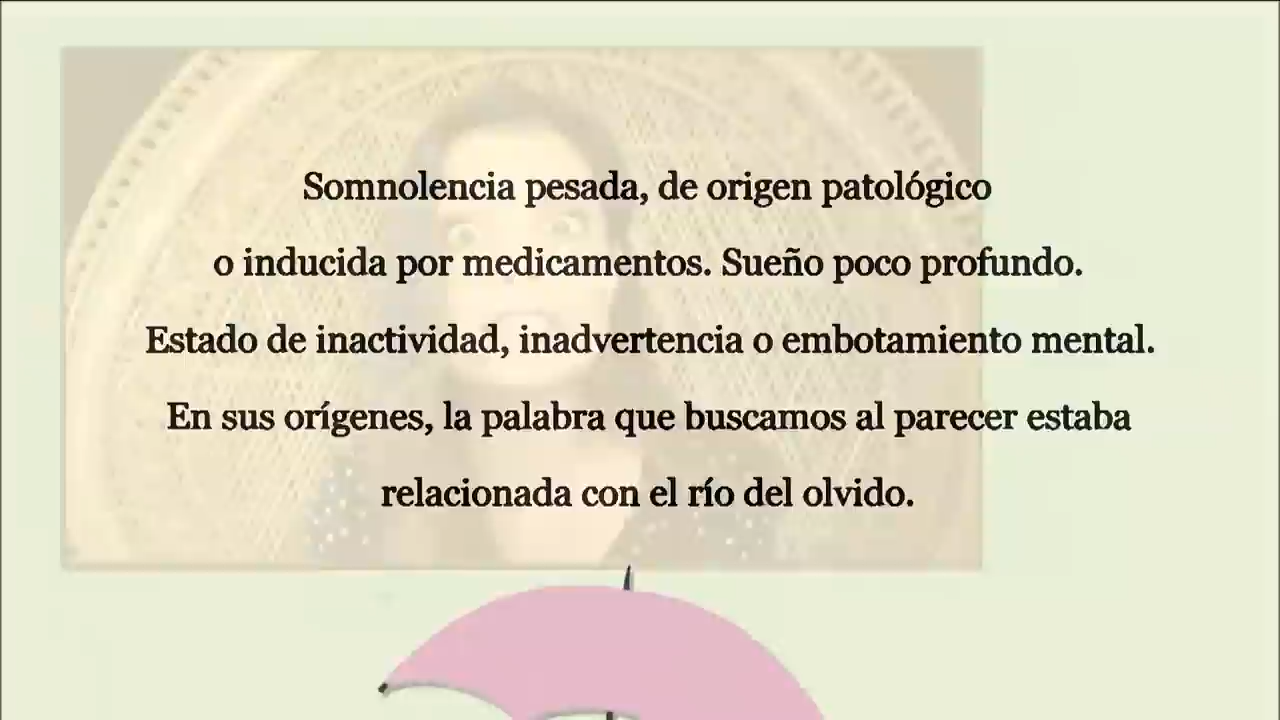 Somnolencia pesada, de origen patológico
o inducida por medicamentos. Sueño poco profundo.
Estado de inactividad, inadvertencia o embotamiento mental.
En sus orígenes, la palabra que buscamos al parecer estaba
relacionada con el río del olvido.